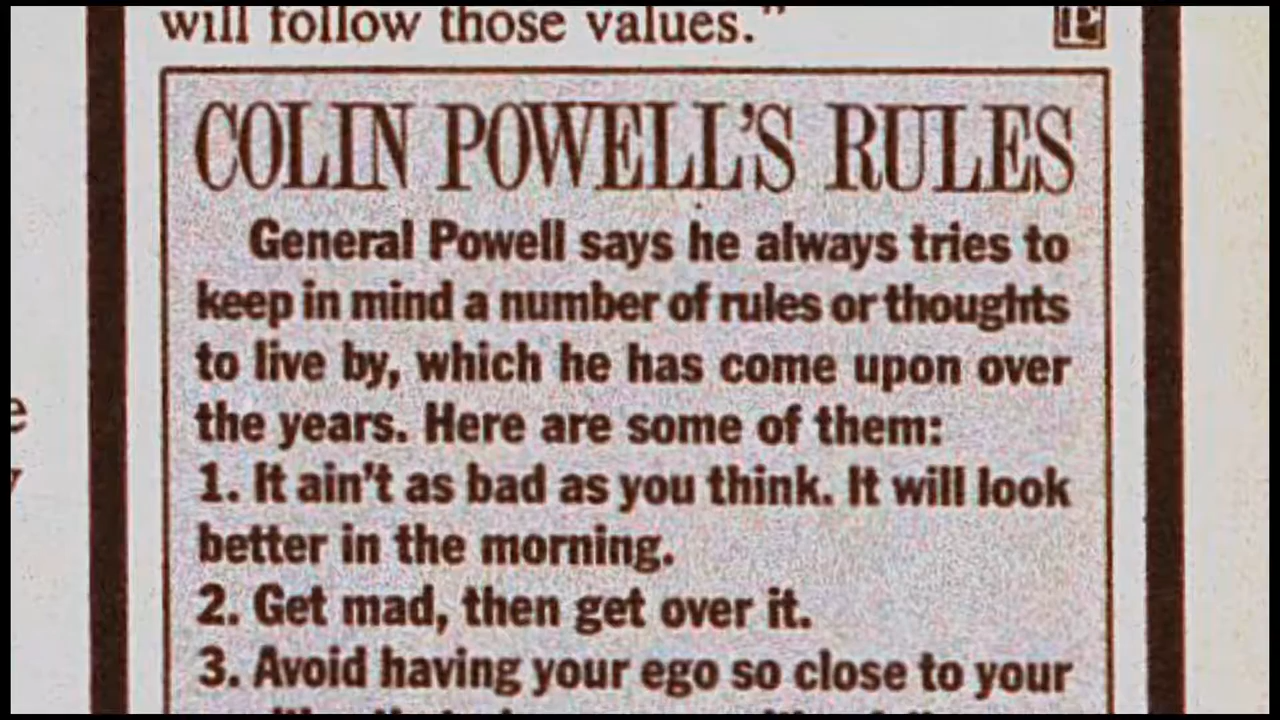 will follow those values."
COLIN POWELL'S RULES
General Powell says he always tries to
keep in mind a number of rules or thoughts
to live by, which he has come upon over
the years. Here are some of them:
1. It ain't as bad as you think. It will look
better in the morning.
2. Get mad, then get over it.
3. Avoid having your ego so close to your